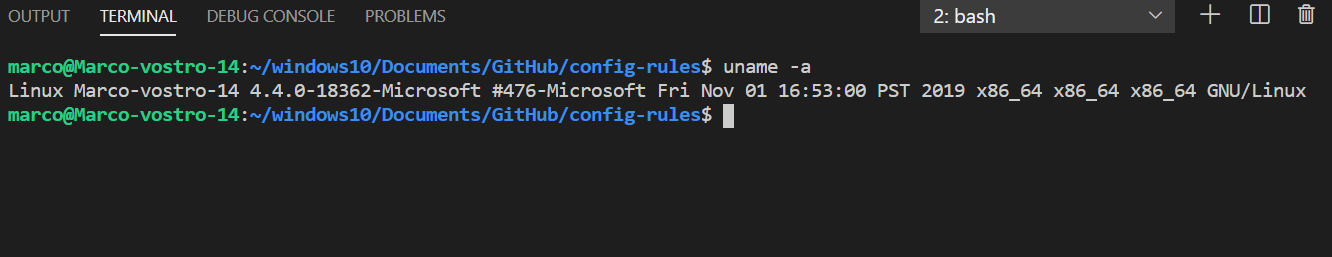 OUTPUT TERMINAL DEBUG CONSOLE PROBLEMS 2: bash
marco@Marco-vostro-14:~/windows10/Documents/GitHub/config-rules$ uname -a
Linux Marco-vostro-14 4.4.0-18362-Microsoft #476-Microsoft Fri Nov 01 16:53:00 PST 2019 x86_64 x86_64 x86_64 GNU/Linux
marco@Marco-vostro-14:~/windows10/Documents/GitHub/config-rules$